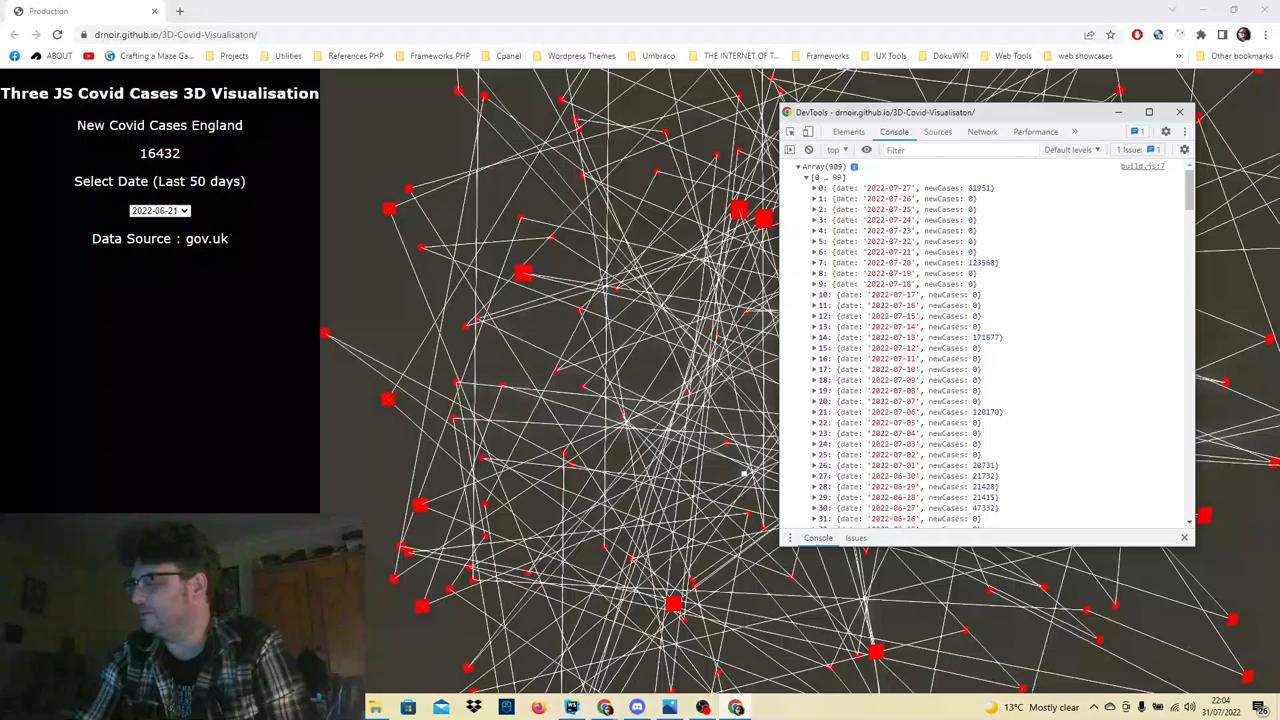 Production
drnoir.github.io/3D-Covid-Visualisaton/
ABOUT
Crafting a Maze Ga...
Projects
Utilities
References PHP
Frameworks PHP
Cpanel
Wordpress Themes
Umbraco
THE INTERNET OF T...
Frameworks
UX Tools
DokuWIKI
Web Tools
web showcases
Other bookmarks
Three JS Covid Cases 3D Visualisation
New Covid Cases England
16432
Select Date (Last 50 days)
2022-06-21
Data Source : gov.uk
DevTools - drnoir.github.io/3D-Covid-Visualisaton/
Elements Console Sources Network Performance » 1
top Filter Default levels 1 Issue: 1
Array(909) build.js:7
[0 … 99]
0: {date: '2022-07-27', newCases: 81951}
1: {date: '2022-07-26', newCases: 0}
2: {date: '2022-07-25', newCases: 0}
3: {date: '2022-07-24', newCases: 0}
4: {date: '2022-07-23', newCases: 0}
5: {date: '2022-07-22', newCases: 0}
6: {date: '2022-07-21', newCases: 0}
7: {date: '2022-07-20', newCases: 123568}
8: {date: '2022-07-19', newCases: 0}
9: {date: '2022-07-18', newCases: 0}
10: {date: '2022-07-17', newCases: 0}
11: {date: '2022-07-16', newCases: 0}
12: {date: '2022-07-15', newCases: 0}
13: {date: '2022-07-14', newCases: 0}
14: {date: '2022-07-13', newCases: 171877}
15: {date: '2022-07-12', newCases: 0}
16: {date: '2022-07-11', newCases: 0}
17: {date: '2022-07-10', newCases: 0}
18: {date: '2022-07-09', newCases: 0}
19: {date: '2022-07-08', newCases: 0}
20: {date: '2022-07-07', newCases: 0}
21: {date: '2022-07-06', newCases: 120170}
22: {date: '2022-07-05', newCases: 0}
23: {date: '2022-07-04', newCases: 0}
24: {date: '2022-07-03', newCases: 0}
25: {date: '2022-07-02', newCases: 0}
26: {date: '2022-07-01', newCases: 20731}
27: {date: '2022-06-30', newCases: 21732}
28: {date: '2022-06-29', newCases: 21428}
29: {date: '2022-06-28', newCases: 21415}
30: {date: '2022-06-27', newCases: 47332}
31: {date: '2022-06-26', newCases: 0}
Console Issues
13°C Mostly clear
22:04
31/07/2022
26